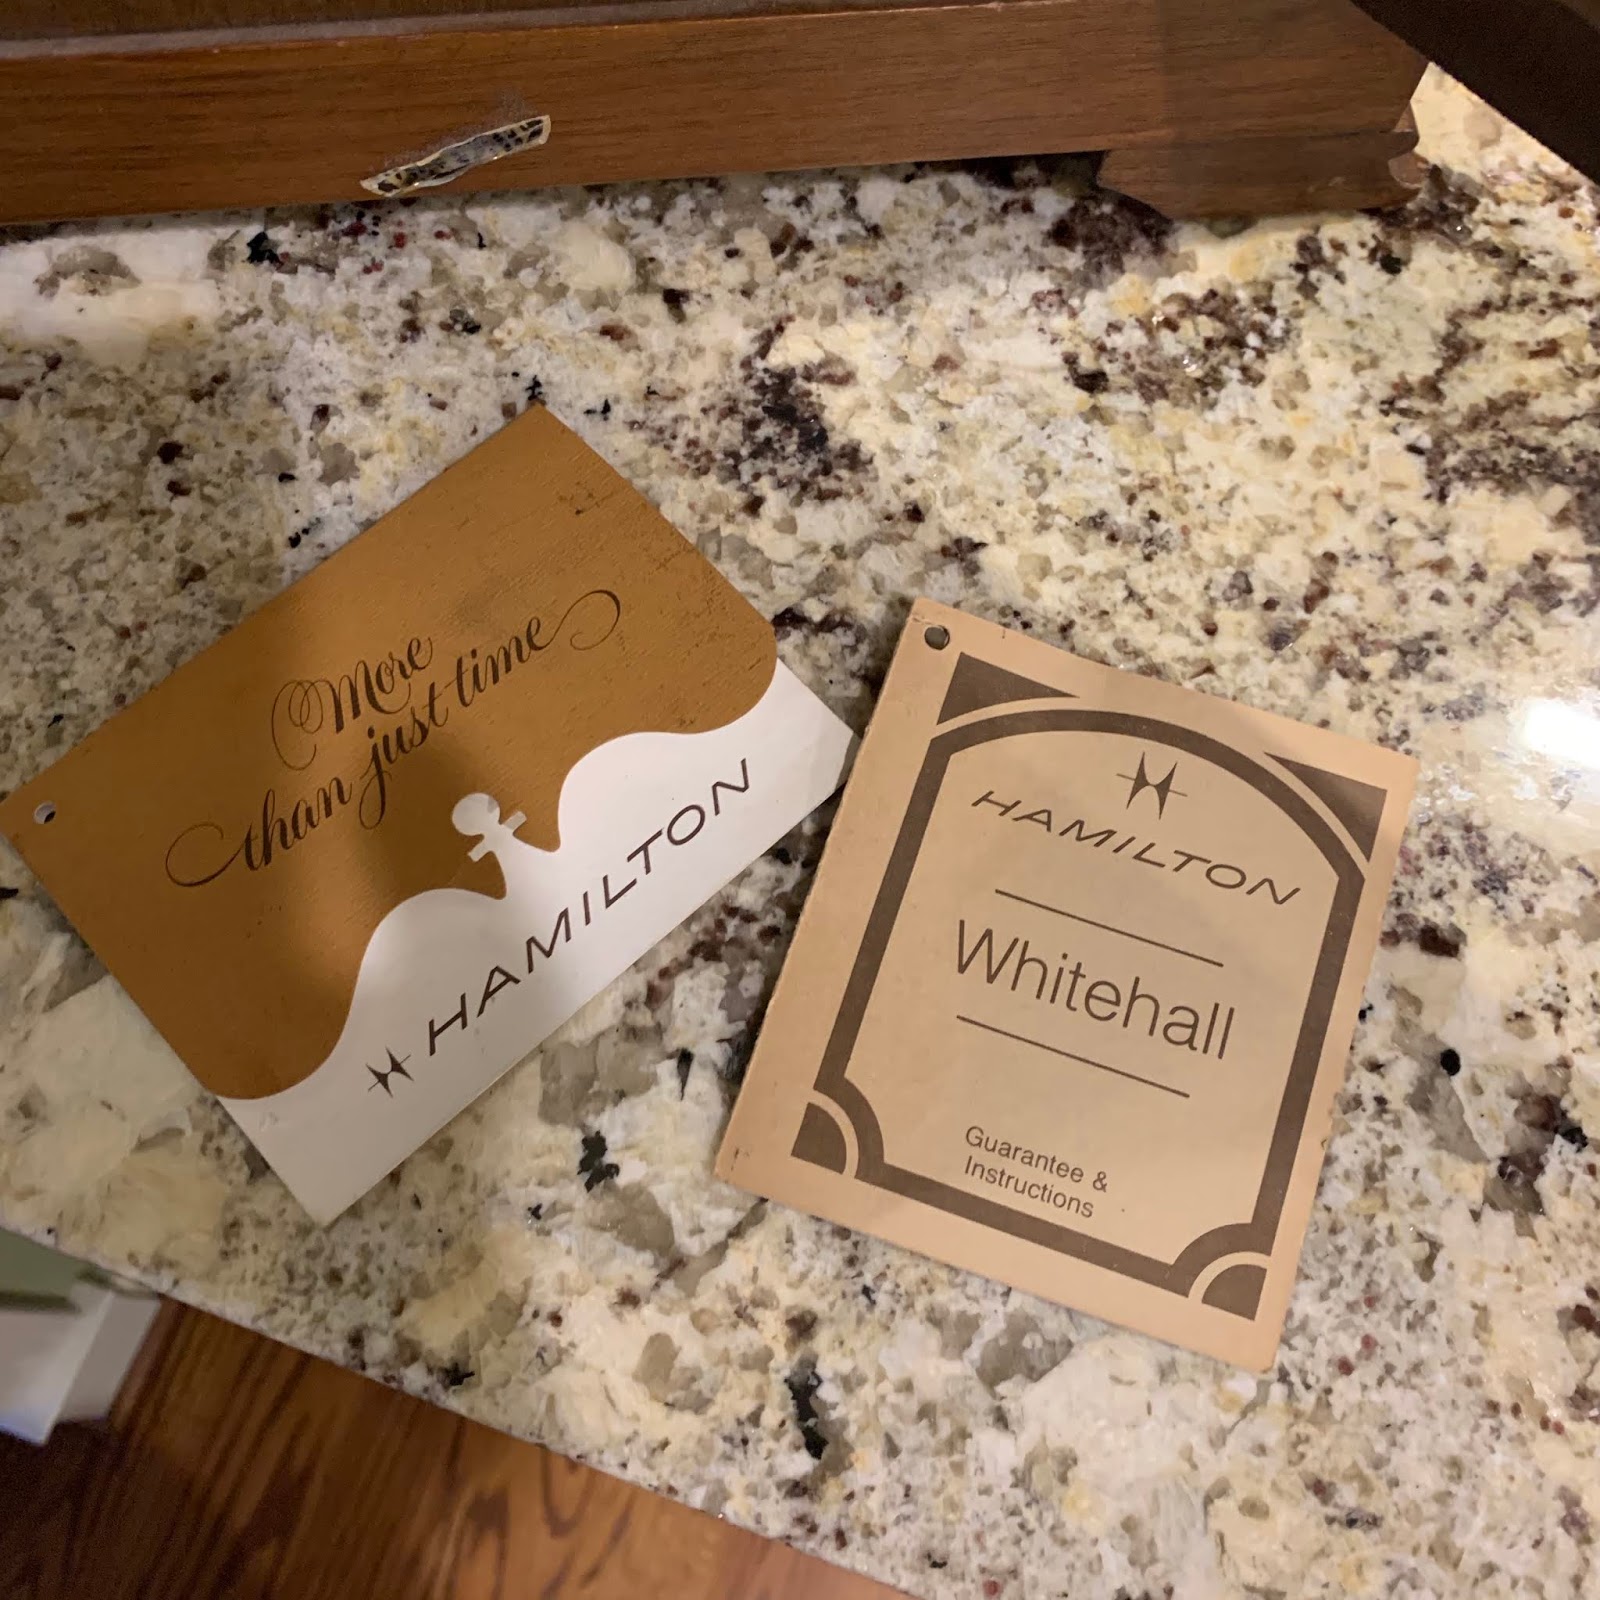 More
than just time
HAMILTON
HAMILTON
Whitehall
Guarantee &
Instructions